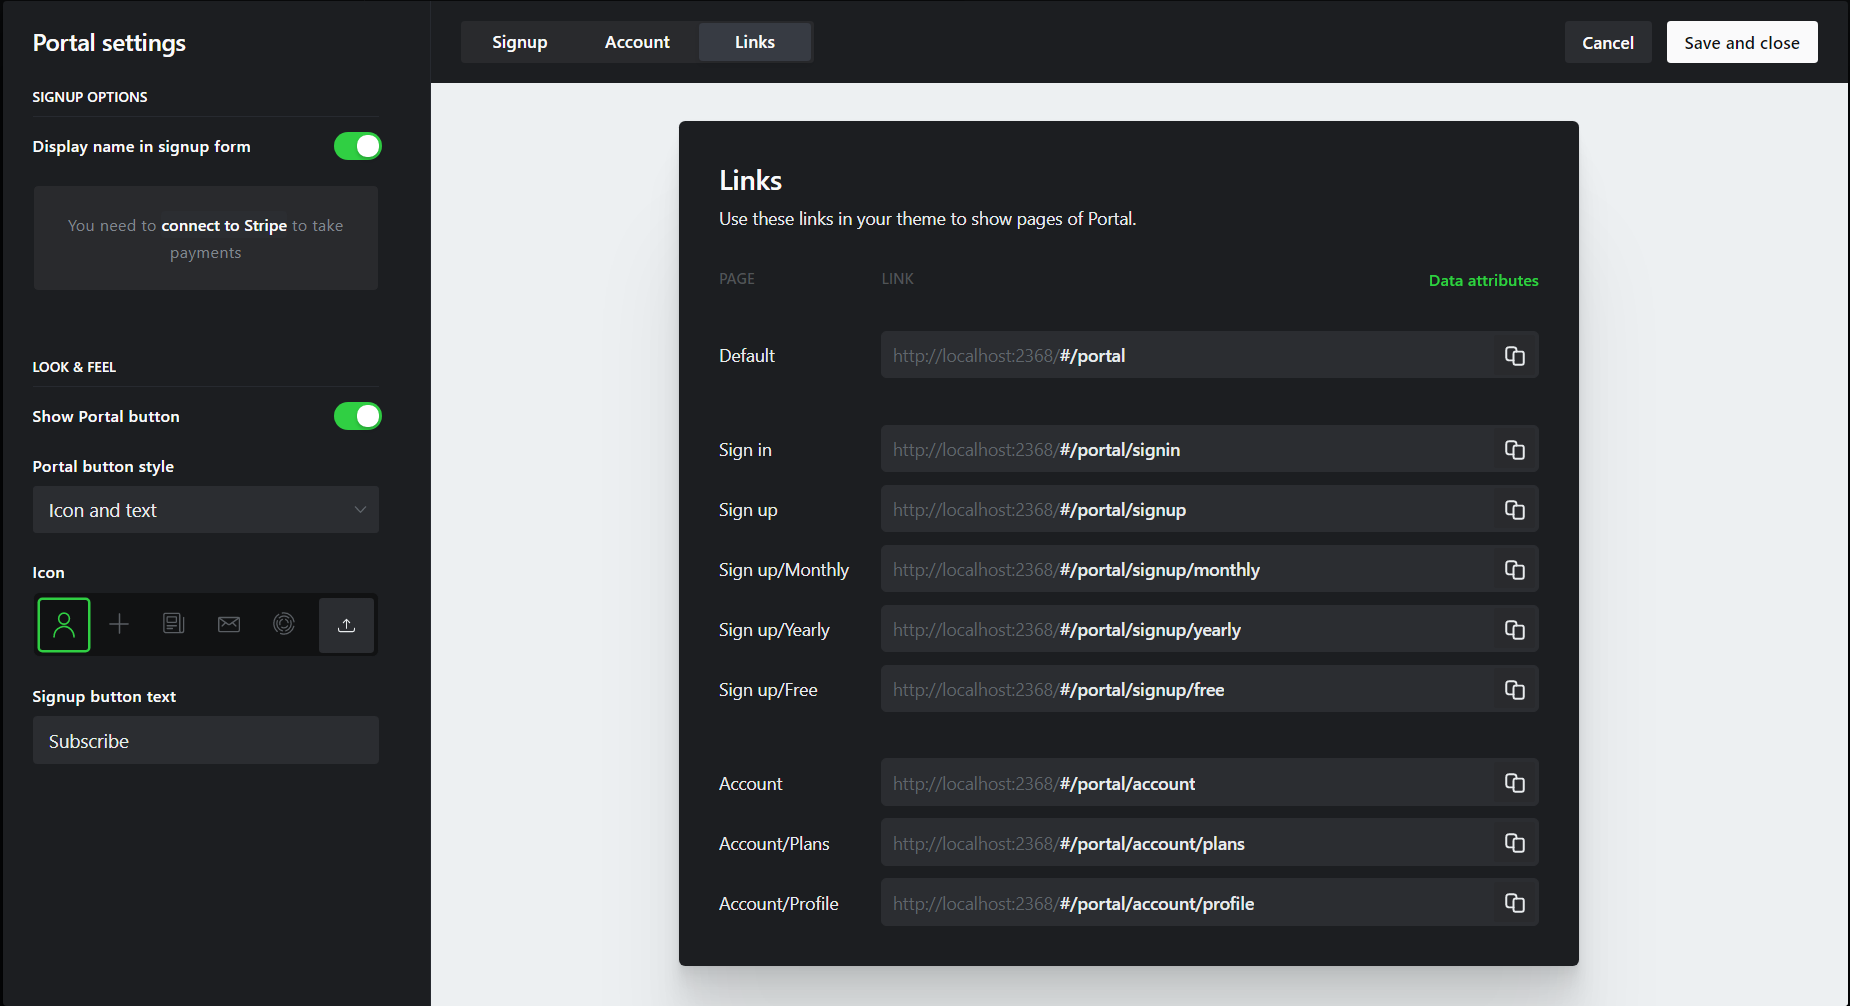 Portal settings
SIGNUP OPTIONS
Display name in signup form
You need to connect to Stripe to take
payments
LOOK & FEEL
Show Portal button
Portal button style
Icon and text
Icon
Signup button text
Subscribe
Signup Account Links
Cancel Save and close
Links
Use these links in your theme to show pages of Portal.
PAGE LINK Data attributes
Default http://localhost:2368/#/portal
Sign in http://localhost:2368/#/portal/signin
Sign up http://localhost:2368/#/portal/signup
Sign up/Monthly http://localhost:2368/#/portal/signup/monthly
Sign up/Yearly http://localhost:2368/#/portal/signup/yearly
Sign up/Free http://localhost:2368/#/portal/signup/free
Account http://localhost:2368/#/portal/account
Account/Plans http://localhost:2368/#/portal/account/plans
Account/Profile http://localhost:2368/#/portal/account/profile